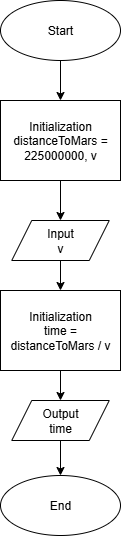 Start
Initialization
distanceToMars =
225000000, v
Input
v
Initialization
time =
distanceToMars / v
Output
time
End